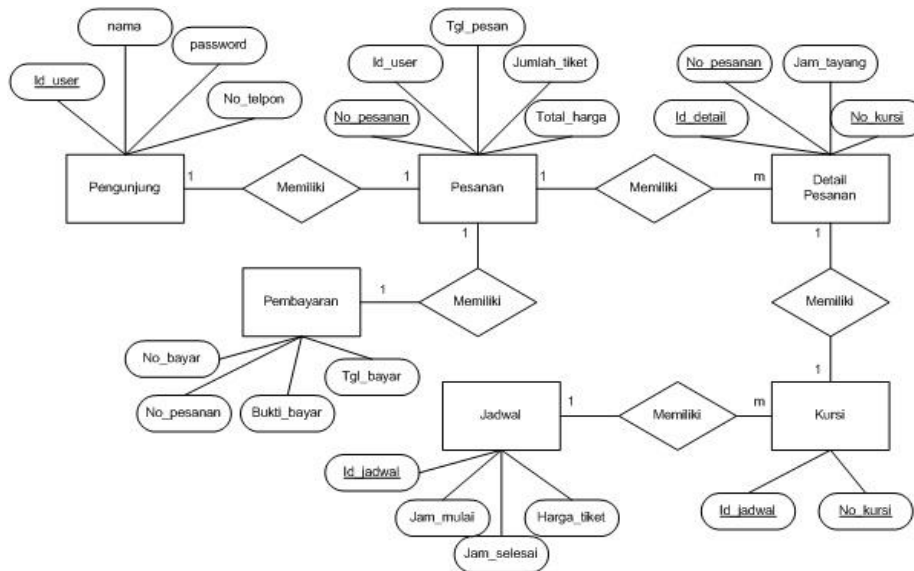 nama
password
Id_user
No_telpon
Tgl_pesan
Id_user
Jumlah_tiket
No_pesanan
Total_harga
No_pesanan
Jam_tayang
Id_detail
No_kursi
Pengunjung
1
Memiliki
1
Pesanan
1
Memiliki
m
Detail
Pesanan
1
1
Pembayaran
1
Memiliki
Memiliki
No_bayar
Tgl_bayar
No_pesanan
Bukti_bayar
1
Jadwal
1
Memiliki
m
Kursi
Id_jadwal
Jam_mulai
Harga_tiket
Jam_selesai
Id_jadwal
No_kursi